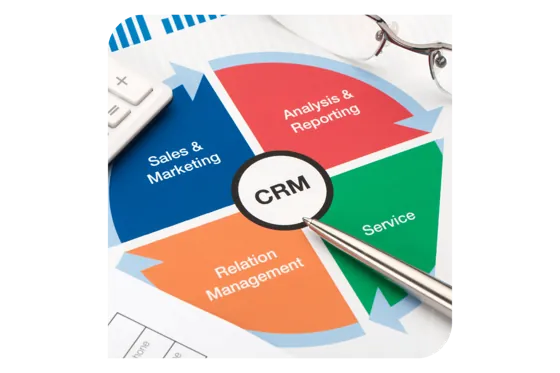 Analysis &
Reporting
Sales &
Marketing
CRM
Service
Relation
Management
+
=